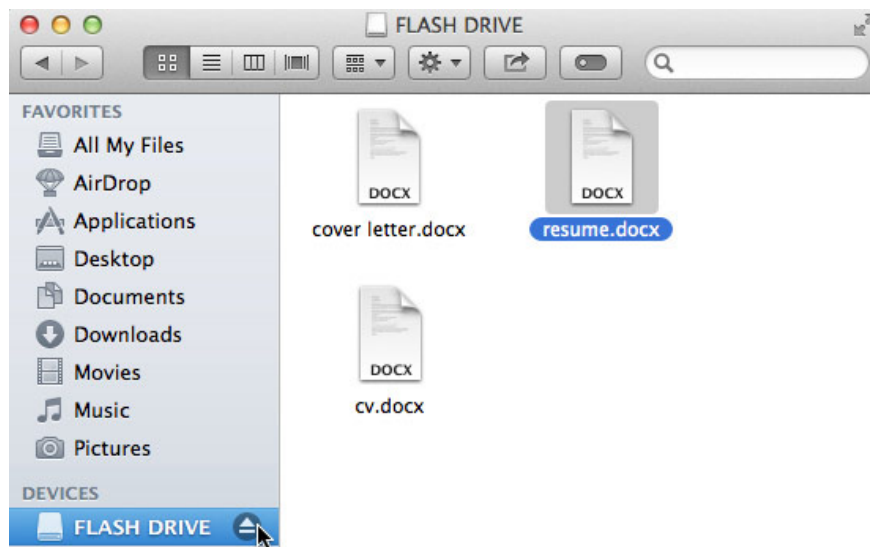 FLASH DRIVE
FAVORITES
All My Files
AirDrop
Applications
Desktop
Documents
Downloads
Movies
Music
Pictures
DEVICES
FLASH DRIVE
DOCX
cover letter.docx
DOCX
resume.docx
DOCX
cv.docx